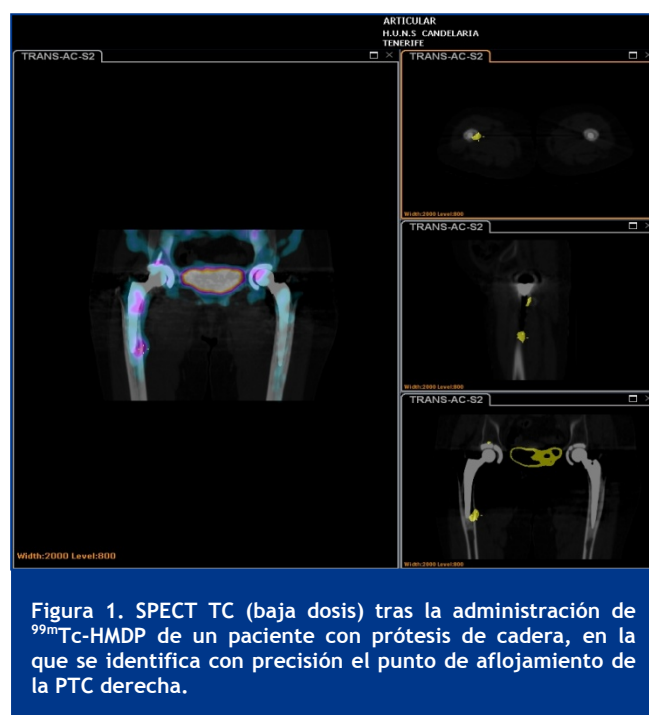 ARTICULAR
H.U.N.S CANDELARIA
TENERIFE
TRANS-AC-S2
TRANS-AC-S2
Width:2000 Level:800
TRANS-AC-S2
Width:2000 Level:800
TRANS-AC-S2
Width:2000 Level:800
Width:2000 Level:800
Figura 1. SPECT TC (baja dosis) tras la administración de
99mTc-HMDP de un paciente con prótesis de cadera, en la
que se identifica con precisión el punto de aflojamiento de
la PTC derecha.